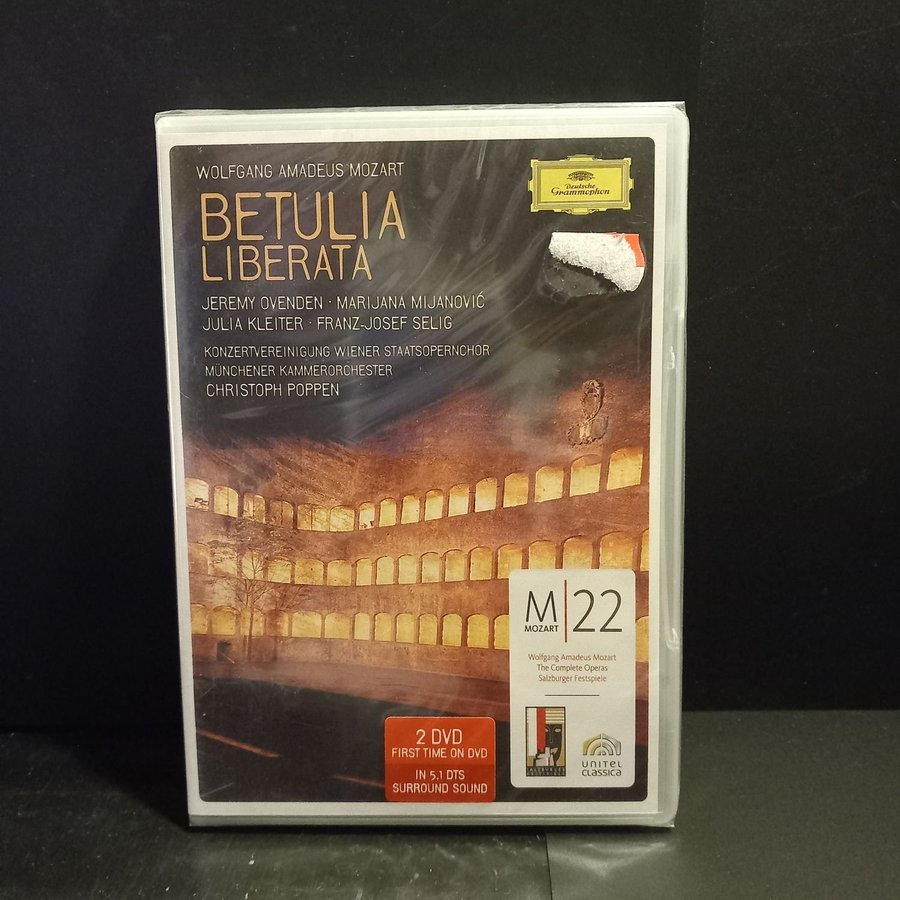 WOLFGANG AMADEUS MOZART
Deutsche
Grammophon
BETULIA
LIBERATA
JEREMY OVENDEN · MARIJANA MIJANOVIĆ
JULIA KLEITER · FRANZ-JOSEF SELIG
KONZERTVEREINIGUNG WIENER STAATSOPERNCHOR
MÜNCHENER KAMMERORCHESTER
CHRISTOPH POPPEN
M|22
MOZART
Wolfgang Amadeus Mozart
The Complete Operas
Salzburger Festspiele
UNITEL
CLASSICA
2 DVD
FIRST TIME ON DVD
IN 5.1 DTS
SURROUND SOUND